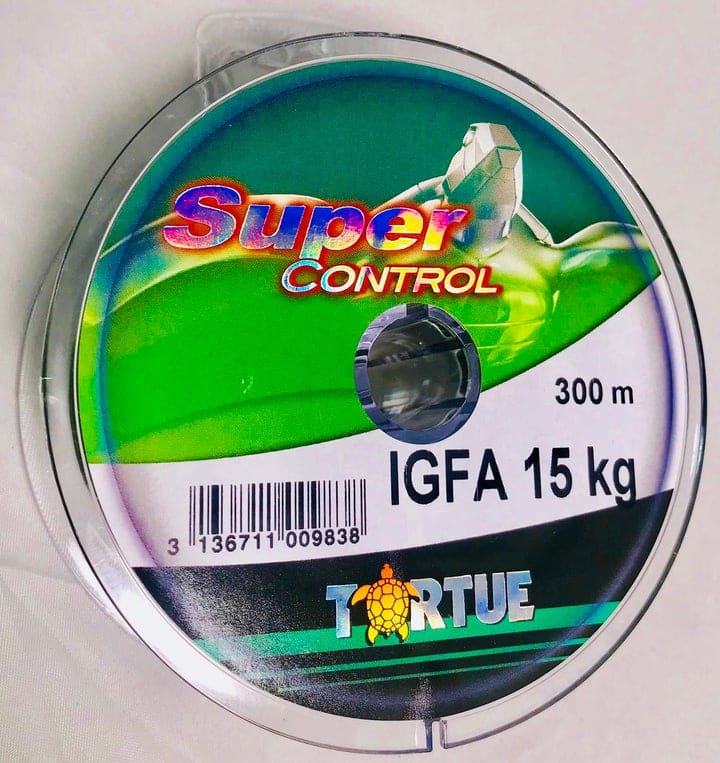 Super
CONTROL
300 m
IGFA 15 kg
3 136711 009838
TORTUE